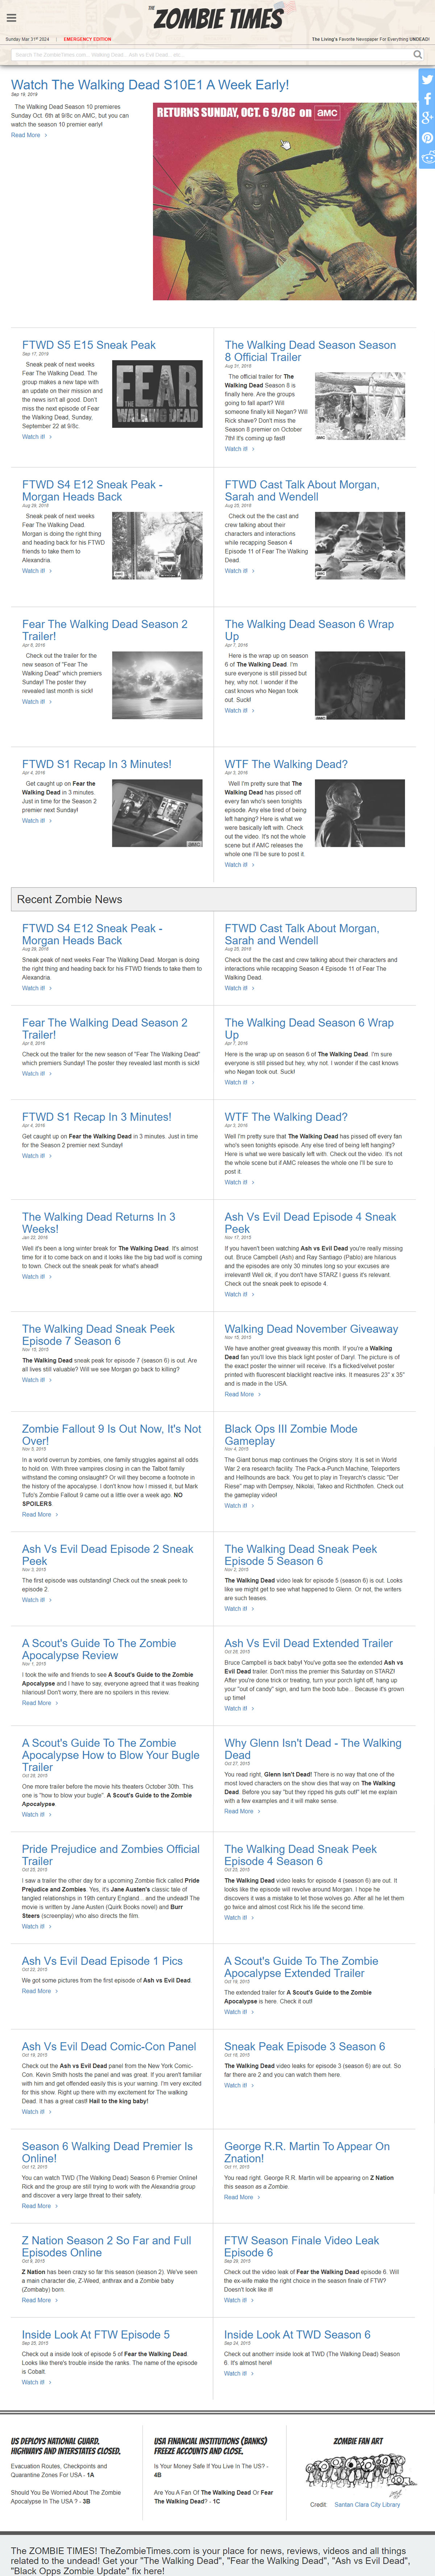 THE ZOMBIE TIMES
Sunday Mar 31st 2024 | EMERGENCY EDITION
The Living's Favorite Newspaper For Everything UNDEAD!
Search The ZombieTimes.com... Walking Dead... Ash vs Evil Dead... etc...
Watch The Walking Dead S10E1 A Week Early!
Sep 19, 2019
The Walking Dead Season 10 premieres
Sunday Oct. 6th at 9/8c on AMC, but you can
watch the season 10 premier early!
Read More
RETURNS SUNDAY, OCT. 6 9/8C ON amc
FTWD S5 E15 Sneak Peak
Sep 17, 2019
Sneak peak of next weeks
Fear The Walking Dead. The
group makes a new tape with
an update on their mission and
the news isn't all good. Don't
miss the next episode of Fear
the Walking Dead, Sunday,
September 22 at 9/8c.
Watch it!
FEAR
THE WALKING DEAD
The Walking Dead Season Season
8 Official Trailer
Aug 31, 2018
The official trailer for The
Walking Dead Season 8 is
finally here. Are the groups
going to fall apart? Will
someone finally kill Negan? Will
Rick shave? Don't miss the
Season 8 premier on October
7th! It's coming up fast!
Watch it!
FTWD S4 E12 Sneak Peak -
Morgan Heads Back
Aug 28, 2018
Sneak peak of next weeks
Fear The Walking Dead.
Morgan is doing the right thing
and heading back for his FTWD
friends to take them to
Alexandria.
Watch it!
FTWD Cast Talk About Morgan,
Sarah and Wendell
Aug 25, 2018
Check out the cast and
crew talking about their
characters and interactions
while recapping Season 4
Episode 11 of Fear The Walking
Dead.
Watch it!
Fear The Walking Dead Season 2
Trailer!
Apr 8, 2016
Check out the trailer for the
new season of "Fear The Walking
Dead" which premiers
Sunday! The poster they
revealed last month is sick!!
Watch it!
The Walking Dead Season 6 Wrap
Up
Apr 7, 2016
Here is the wrap up on season
6 of The Walking Dead. I'm
sure everyone is still pissed but
hey, why not. I wonder if the
cast knows who Negan took
out. Suck!
Watch it!
FTWD S1 Recap In 3 Minutes!
Apr 4, 2016
Get caught up on Fear the
Walking Dead in 3 minutes.
Just in time for the Season 2
premier next Sunday!
Watch it!
WTF The Walking Dead?
Apr 3, 2016
Well I'm pretty sure that The
Walking Dead has pissed off
every fan who's seen tonights
episode. Any else tired of being
left hanging? Here is what we
were basically left with. Check
out the video. It's not the whole
scene but if AMC releases the
whole one I'll be sure to post it.
Watch it!
Recent Zombie News
FTWD S4 E12 Sneak Peak -
Morgan Heads Back
Aug 28, 2018
Sneak peak of next weeks Fear The Walking Dead. Morgan is doing
the right thing and heading back for his FTWD friends to take them to
Alexandria.
Watch it!
FTWD Cast Talk About Morgan,
Sarah and Wendell
Aug 25, 2018
Check out the cast and crew talking about their characters and
interactions while recapping Season 4 Episode 11 of Fear The
Walking Dead.
Watch it!
Fear The Walking Dead Season 2
Trailer!
Apr 8, 2016
Check out the trailer for the new season of "Fear The Walking Dead"
which premiers Sunday! The poster they revealed last month is sick!!
Watch it!
The Walking Dead Season 6 Wrap
Up
Apr 7, 2016
Here is the wrap up on season 6 of The Walking Dead. I'm sure
everyone is still pissed but hey, why not. I wonder if the cast knows
who Negan took out. Suck!
Watch it!
FTWD S1 Recap In 3 Minutes!
Apr 4, 2016
Get caught up on Fear the Walking Dead in 3 minutes. Just in time
for the Season 2 premier next Sunday!
Watch it!
WTF The Walking Dead?
Apr 3, 2016
Well I'm pretty sure that The Walking Dead has pissed off every fan
who's seen tonights episode. Any else tired of being left hanging?
Here is what we were basically left with. Check out the video. It's not
the whole scene but if AMC releases the whole one I'll be sure to
post it.
Watch it!
The Walking Dead Returns In 3
Weeks!
Jan 22, 2016
Well it's been a long winter break for The Walking Dead. It's almost
time for it to come back on and it looks like the big bad wolf is coming
to town. Check out the sneak peak for what's ahead!!
Watch it!
Ash Vs Evil Dead Episode 4 Sneak
Peek
Nov 17, 2015
If you haven't been watching Ash vs Evil Dead you're really missing
out. Bruce Campbell (Ash) and Ray Santiago (Pablo) are hilarious
and the episodes are only 30 minutes long so your excuses are
irrelevant! Well ok, if you don't have STARZ I guess it's relevant.
Check out the sneak peek to episode 4.
Watch it!
The Walking Dead Sneak Peek
Episode 7 Season 6
Nov 15, 2015
The Walking Dead sneak peak for episode 7 (season 6) is out. Are
all lives still valuable? Will we see Morgan go back to killing?
Watch it!
Walking Dead November Giveaway
Nov 15, 2015
We have another great giveaway this month. If you're a Walking
Dead fan you'll love this black light poster of Daryl. The picture is of
the exact poster the winner will receive. It's a flicked/velvet poster
printed with fluorescent blacklight reactive inks. It measures 23" x 35"
and is made in the USA.
Read More
Zombie Fallout 9 Is Out Now, It's Not
Over!
Nov 5, 2015
In a world overrun by zombies, one family struggles against all odds
to hold on. With three vampires closing in can the Talbot family
withstand the coming onslaught? Or will they become a footnote in
the history of the apocalypse. I don't know how I missed it, but Mark
Tufo's Zombie Fallout 9 came out a little over a week ago. NO
SPOILERS.
Read More
Black Ops III Zombie Mode
Gameplay
Nov 4, 2015
The Giant bonus map continues the Origins story. It is set in World
War 2 era research facility. The Pack-a-Punch Machine, Teleporters
and Hellhounds are back. You get to play in Treyarch's classic "Der
Riese" map with Dempsey, Nikolai, Takeo and Richthofen. Check out
the gameplay video!
Watch it!
Ash Vs Evil Dead Episode 2 Sneak
Peek
Nov 3, 2015
The first episode was outstanding!! Check out the sneak peek to
episode 2.
Watch it!
The Walking Dead Sneak Peek
Episode 5 Season 6
Nov 2, 2015
The Walking Dead video leak for episode 5 (season 6) is out. Looks
like we might get to see what happened to Glenn. Or not, the writers
are such teases.
Watch it!
A Scout's Guide To The Zombie
Apocalypse Review
Nov 1, 2015
I took the wife and friends to see A Scout's Guide to the Zombie
Apocalypse and I have to say, everyone agreed that it was freaking
hilarious!! Don't worry, there are no spoilers in this review.
Read More
Ash Vs Evil Dead Extended Trailer
Oct 29, 2015
Bruce Campbell is back baby! You've gotta see the extended Ash vs
Evil Dead trailer. Don't miss the premier this Saturday on STARZ!
After you're done trick or treating, turn your porch light off, hang up
your "out of candy" sign, and turn the boob tube... Because it's grown
up time!
Watch it!
A Scout's Guide To The Zombie
Apocalypse How to Blow Your Bugle
Trailer
Oct 28, 2015
One more trailer before the movie hits theaters October 30th. This
one is "how to blow your bugle". A Scout's Guide to the Zombie
Apocalypse.
Watch it!
Why Glenn Isn't Dead - The Walking
Dead
Oct 27, 2015
You read right, Glenn Isn't Dead! There is no way that one of the
most loved characters on the show dies that way on The Walking
Dead. Before you say "but they ripped his guts out!" let me explain
with a few examples and it will make sense.
Read More
Pride Prejudice and Zombies Official
Trailer
Oct 25, 2015
I saw a trailer the other day for a upcoming Zombie flick called Pride
Prejudice and Zombies. Yes, it's Jane Austen's classic tale of
tangled relationships in 19th century England... and the undead! The
movie is written by Jane Austen (Quirk Books novel) and Burr
Steers (screenplay) who also directs the film.
Watch it!
The Walking Dead Sneak Peek
Episode 4 Season 6
Oct 25, 2015
The Walking Dead video leaks for episode 4 (season 6) are out. It
looks like the episode will revolve around Morgan. I hope he
discovers it was a mistake to let those wolves go. After all he let them
go twice and almost cost Rick his life the second time.
Watch it!
Ash Vs Evil Dead Episode 1 Pics
Oct 22, 2015
We got some pictures from the first episode of Ash vs Evil Dead.
Read More
A Scout's Guide To The Zombie
Apocalypse Extended Trailer
Oct 19, 2015
The extended trailer for A Scout's Guide to the Zombie
Apocalypse is here. Check it out!
Watch it!
Ash Vs Evil Dead Comic-Con Panel
Oct 19, 2015
Check out the Ash vs Evil Dead panel from the New York Comic-
Con. Kevin Smith hosts the panel and was great. If you aren't familiar
with him and get offended easily this is your warning. I'm very excited
for this show. Right up there with my excitement for The walking
Dead. It has a great cast!! Hail to the king baby!
Watch it!
Sneak Peak Episode 3 Season 6
Oct 18, 2015
The Walking Dead video leaks for episode 3 (season 6) are out. So
far there are 2 and you can watch them here.
Watch it!
Season 6 Walking Dead Premier Is
Online!
Oct 12, 2015
You can watch TWD (The Walking Dead) Season 6 Premier Online!
Rick and the group are still trying to work with the Alexandria group
and discover a very large threat to their safety.
Read More
George R.R. Martin To Appear On
Znation!
Oct 10, 2015
You read right. George R.R. Martin will be appearing on Z Nation
this season as a Zombie.
Read More
Z Nation Season 2 So Far and Full
Episodes Online
Oct 9, 2015
Z Nation has been crazy so far this season (season 2). We've seen
a main character die, Z-Weed, anthrax and a Zombie baby
(Zombaby) born.
Read More
FTW Season Finale Video Leak
Episode 6
Sep 28, 2015
Check out the video leak of Fear the Walking Dead episode 6. Will
the ex-wife make the right choice in the season finale of FTW?
Doesn't look like it!
Watch it!
Inside Look At FTW Episode 5
Sep 25, 2015
Check out a inside look of episode 5 of Fear the Walking Dead.
Looks like there's trouble inside the ranks. The name of the episode
is Cobalt.
Watch it!
Inside Look At TWD Season 6
Sep 24, 2015
Check out anotherr inside look at TWD (The Walking Dead) Season
6. It's almost here!!
Watch it!
US DEPLOYS NATIONAL GUARD.
HIGHWAYS AND INTERSTATES CLOSED.
Evacuation Routes, Checkpoints and
Quarantine Zones For USA - 1A
Should You Be Worried About The Zombie
Apocalypse In The USA ? - 3B
USA FINANCIAL INSTITUTIONS (BANKS)
FREEZE ACCOUNTS AND CLOSE.
Is Your Money Safe If You Live In The US? -
4B
Are You A Fan Of The Walking Dead Or Fear
The Walking Dead? - 1C
ZOMBIE FAN ART
Credit: Santan Clara City Library
The ZOMBIE TIMES! TheZombieTimes.com is your place for news, reviews, videos and all things
related to the undead! Get your "The Walking Dead", "Fear the Walking Dead", "Ash vs Evil Dead",
"Black Opps Zombie Update" fix here!